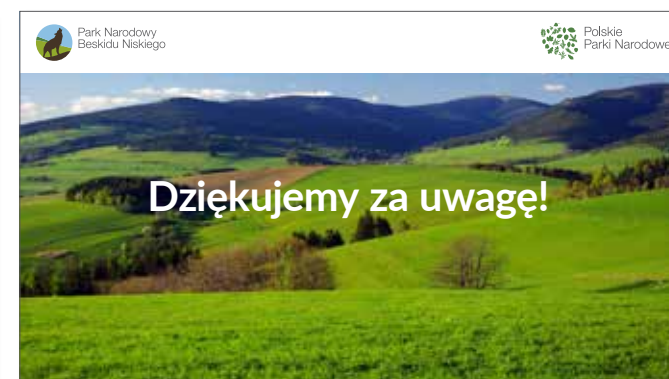 Park Narodowy
Beskidu Niskiego
Polskie
Parki Narodowe
Dziękujemy za uwagę!